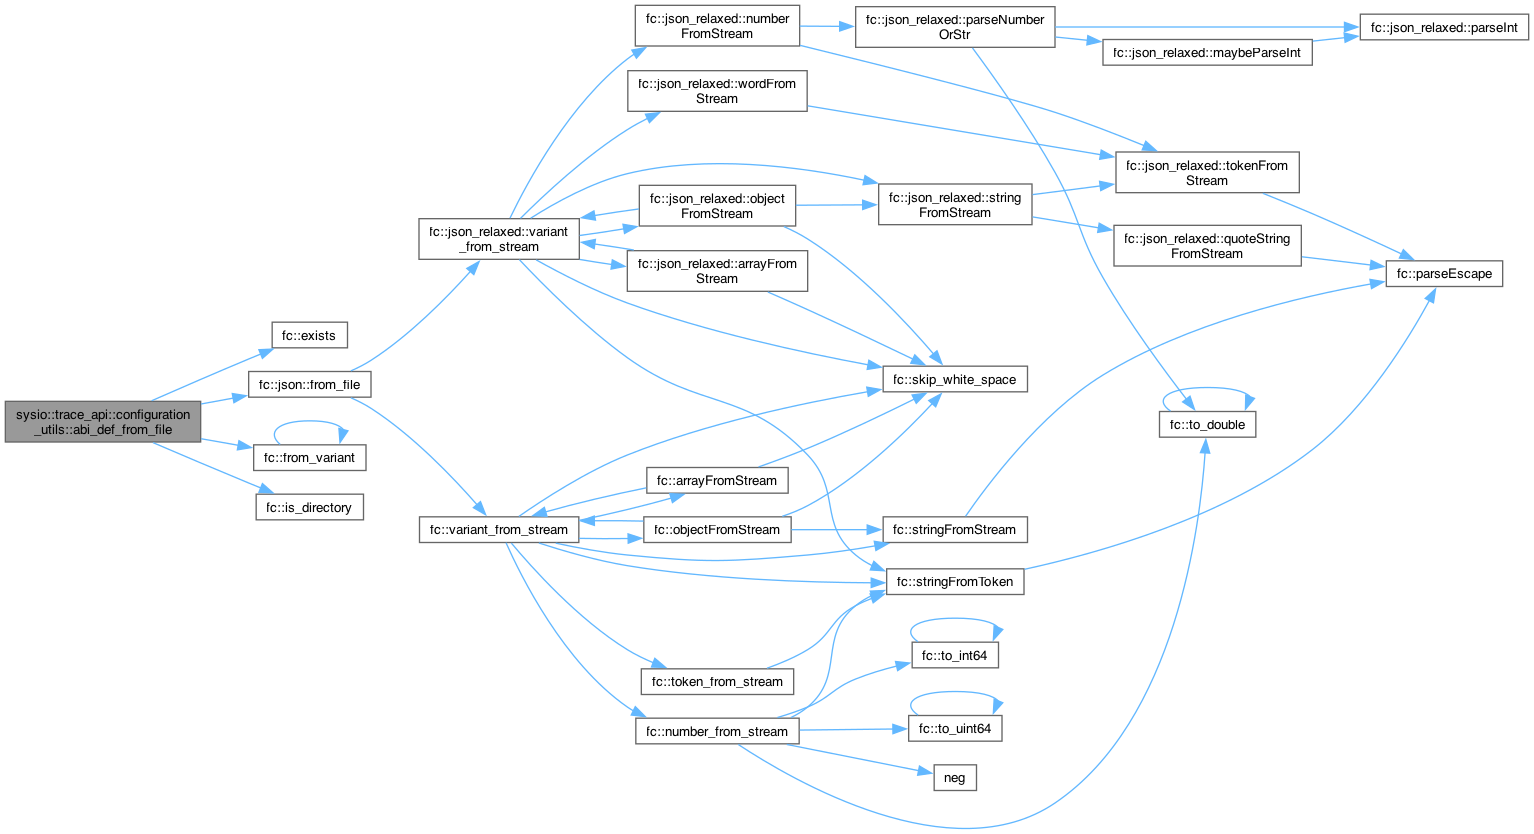 sysio::trace_api::configuration
_utils::abi_def_from_file
fc::exists
fc::json::from_file
fc::from_variant
fc::is_directory
fc::json_relaxed::variant
_from_stream
fc::variant_from_stream
fc::json_relaxed::number
FromStream
fc::json_relaxed::wordFrom
Stream
fc::json_relaxed::object
FromStream
fc::json_relaxed::arrayFrom
Stream
fc::arrayFromStream
fc::objectFromStream
fc::token_from_stream
fc::number_from_stream
fc::json_relaxed::parseNumber
OrStr
fc::json_relaxed::string
FromStream
fc::skip_white_space
fc::stringFromStream
fc::stringFromToken
fc::to_int64
fc::to_uint64
neg
fc::json_relaxed::maybeParseInt
fc::json_relaxed::tokenFrom
Stream
fc::json_relaxed::quoteString
FromStream
fc::to_double
fc::json_relaxed::parseInt
fc::parseEscape